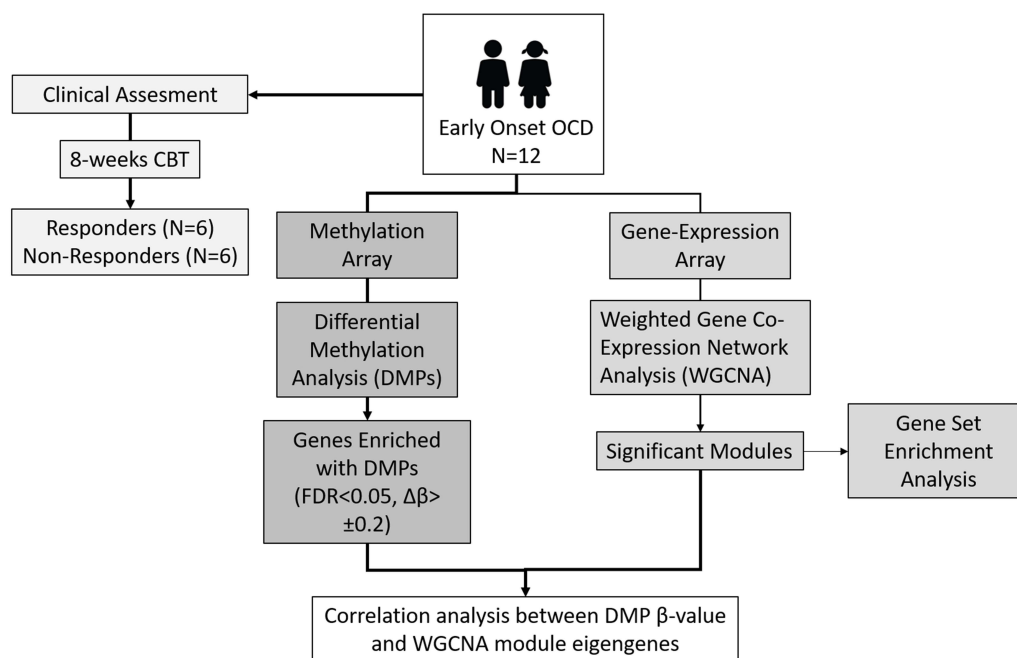 Early Onset OCD
N=12
Clinical Assesment
8-weeks CBT
Responders (N=6)
Non-Responders (N=6)
Methylation
Array
Differential
Methylation
Analysis (DMPs)
Genes Enriched
with DMPs
(FDR<0.05, Δβ>
±0.2)
Gene-Expression
Array
Weighted Gene Co-
Expression Network
Analysis (WGCNA)
Significant Modules
Gene Set
Enrichment
Analysis
Correlation analysis between DMP β-value
and WGCNA module eigengenes